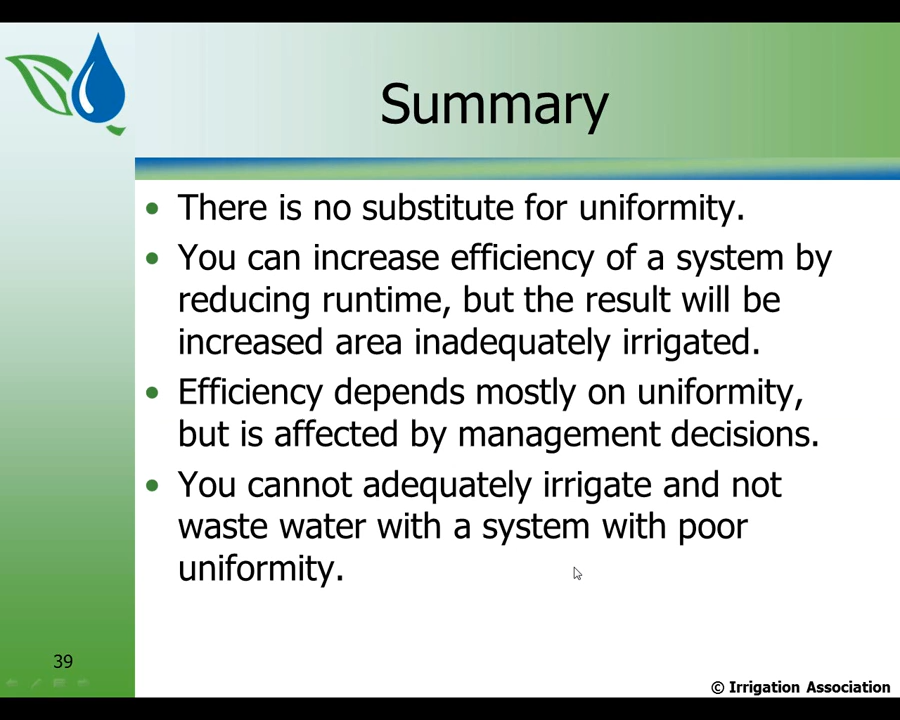 Summary
• There is no substitute for uniformity.
• You can increase efficiency of a system by
reducing runtime, but the result will be
increased area inadequately irrigated.
• Efficiency depends mostly on uniformity,
but is affected by management decisions.
• You cannot adequately irrigate and not
waste water with a system with poor
uniformity.
39
© Irrigation Association